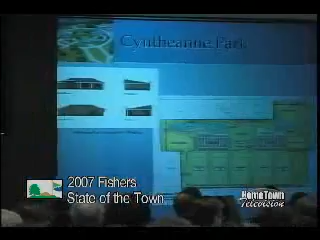 Cyntheanne Park
2007 Fishers
State of the Town
HomeTown
Television